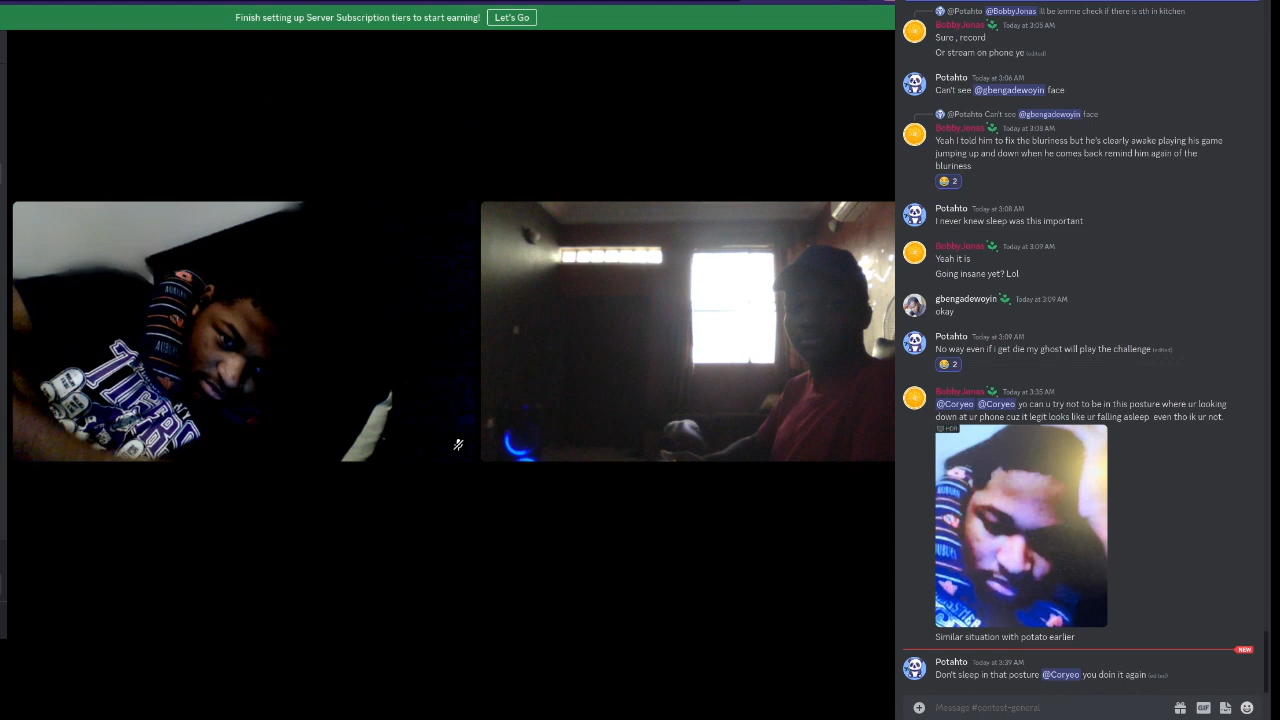 Finish setting up Server Subscription tiers to start earning! Let's Go
AUBURN
AUBU
TIGERS
@Potahto @BobbyJonas ill be lemme check if there is sth in kitchen
BobbyJonas Today at 3:05 AM
Sure , record
Or stream on phone ye (edited)
Potahto Today at 3:06 AM
Can't see @gbengadewoyin face
@Potahto Can't see @gbengadewoyin face
BobbyJonas Today at 3:08 AM
Yeah I told him to fix the bluriness but he's clearly awake playing his game
jumping up and down when he comes back remind him again of the
bluriness
2
Potahto Today at 3:08 AM
I never knew sleep was this important
BobbyJonas Today at 3:09 AM
Yeah it is
Going insane yet? Lol
gbengadewoyin Today at 3:09 AM
okay
Potahto Today at 3:09 AM
No way even if i get die my ghost will play the challenge (edited)
2
BobbyJonas Today at 3:35 AM
@Coryeo @Coryeo yo can u try not to be in this posture where ur looking
down at ur phone cuz it legit looks like ur falling asleep even tho ik ur not.
HDR
Similar situation with potato earlier
NEW
Potahto Today at 3:39 AM
Don't sleep in that posture @Coryeo you doin it again (edited)
Message #contest-general
GIF